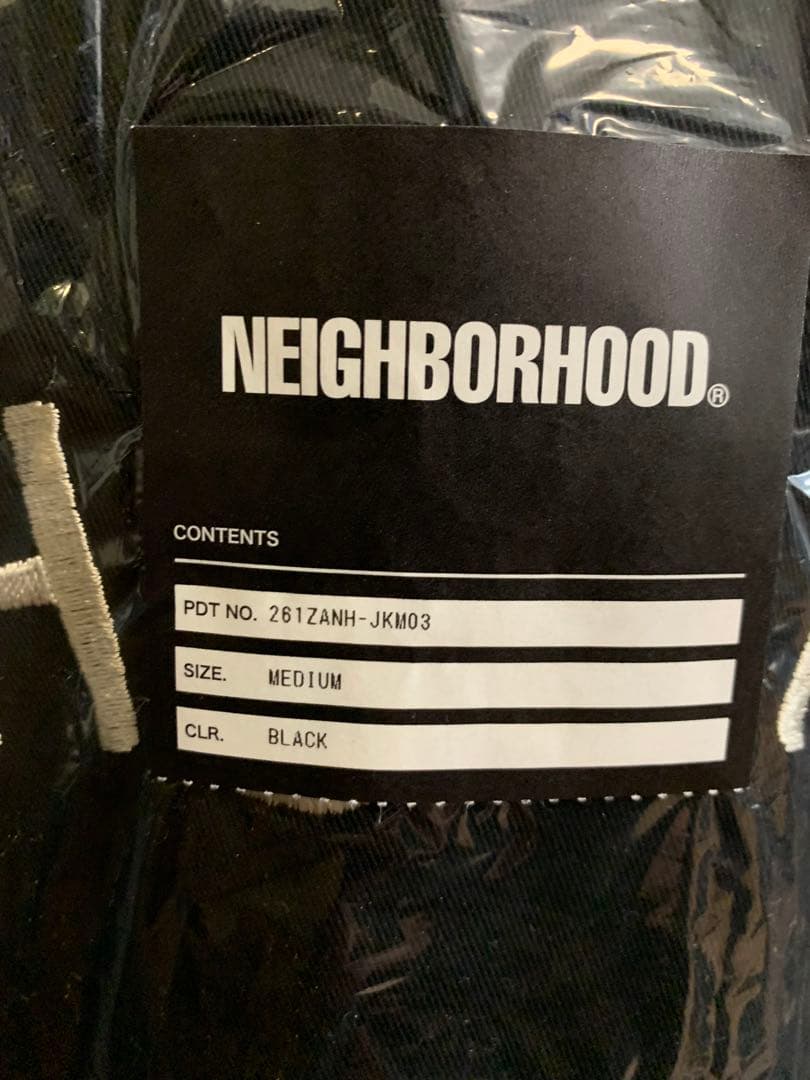 NEIGHBORHOOD®
CONTENTS
PDT NO. 261ZANH-JKM03
SIZE. MEDIUM
CLR. BLACK